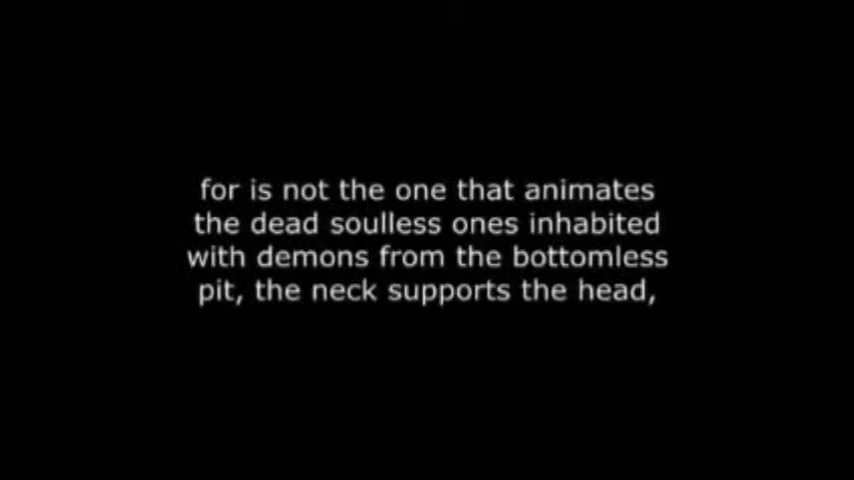 for is not the one that animates
the dead soulless ones inhabited
with demons from the bottomless
pit, the neck supports the head,